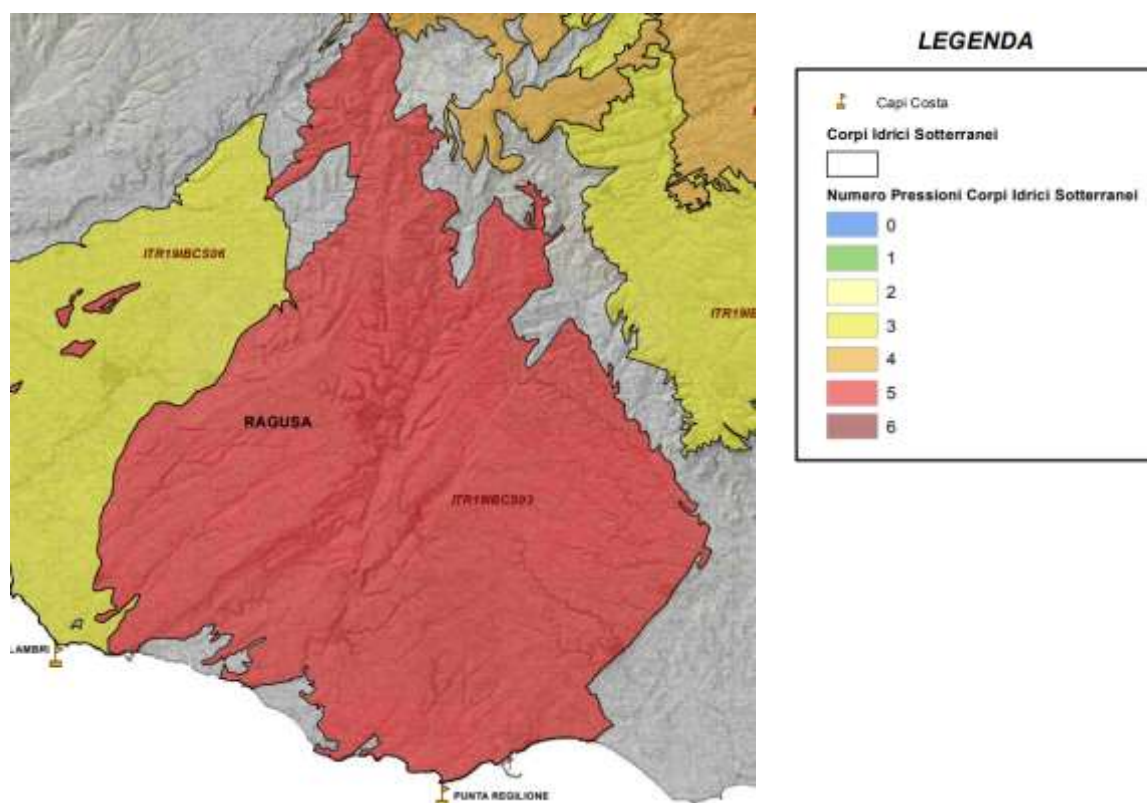 ITR19IBCS06
ITR19IB
RAGUSA
ITR19IBCS03
LAMBRI
PUNTA REGILIONE
LEGENDA
Capi Costa
Corpi Idrici Sotterranei
Numero Pressioni Corpi Idrici Sotterranei
0
1
2
3
4
5
6